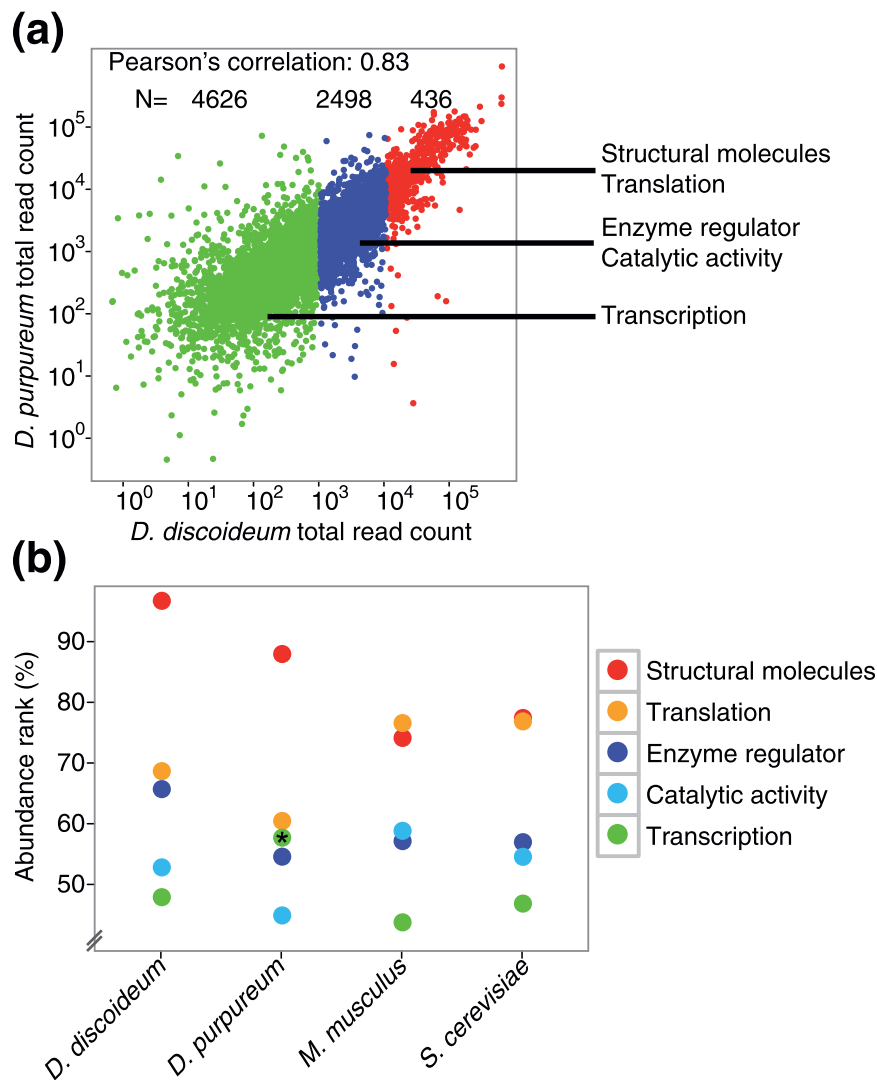 (a)
Pearson's correlation: 0.83
N= 4626 2498 436
10^5
10^4
10^3
10^2
10^1
10^0
D. purpureum total read count
Structural molecules
Translation
Enzyme regulator
Catalytic activity
Transcription
10^0 10^1 10^2 10^3 10^4 10^5
D. discoideum total read count
(b)
90
80
70
60
50
Abundance rank (%)
*
Structural molecules
Translation
Enzyme regulator
Catalytic activity
Transcription
D. discoideum
D. purpureum
M. musculus
S. cerevisiae